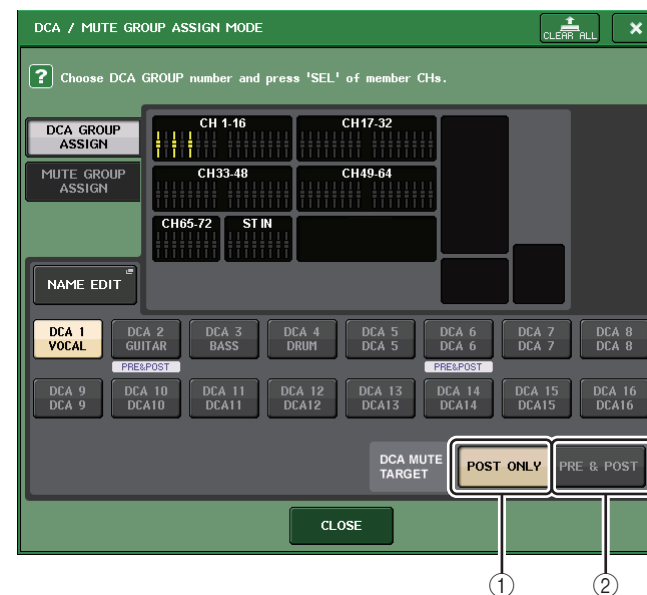 DCA / MUTE GROUP ASSIGN MODE
CLEAR ALL
×
? Choose DCA GROUP number and press 'SEL' of member CHs.
DCA GROUP
ASSIGN
MUTE GROUP
ASSIGN
CH 1-16 CH17-32
CH33-48 CH49-64
CH65-72 ST IN
NAME EDIT
DCA 1 DCA 2 DCA 3 DCA 4 DCA 5 DCA 6 DCA 7 DCA 8
VOCAL GUITAR BASS DRUM DCA 5 DCA 6 DCA 7 DCA 8
PRE&POST PRE&POST
DCA 9 DCA 10 DCA 11 DCA 12 DCA 13 DCA 14 DCA 15 DCA 16
DCA 9 DCA10 DCA11 DCA12 DCA13 DCA14 DCA15 DCA16
DCA MUTE
TARGET
POST ONLY PRE & POST
CLOSE
① ②